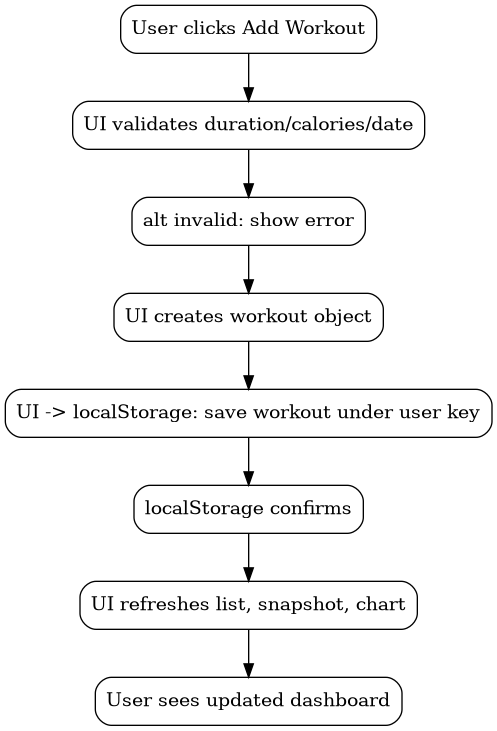 User clicks Add Workout
UI validates duration/calories/date
alt invalid: show error
UI creates workout object
UI -> localStorage: save workout under user key
localStorage confirms
UI refreshes list, snapshot, chart
User sees updated dashboard